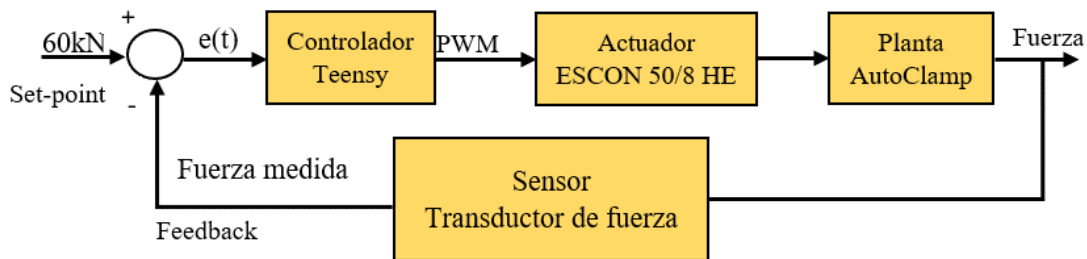 +
60kN
Set-point
-
e(t)
Controlador
Teensy
PWM
Actuador
ESCON 50/8 HE
Planta
AutoClamp
Fuerza
Fuerza medida
Feedback
Sensor
Transductor de fuerza